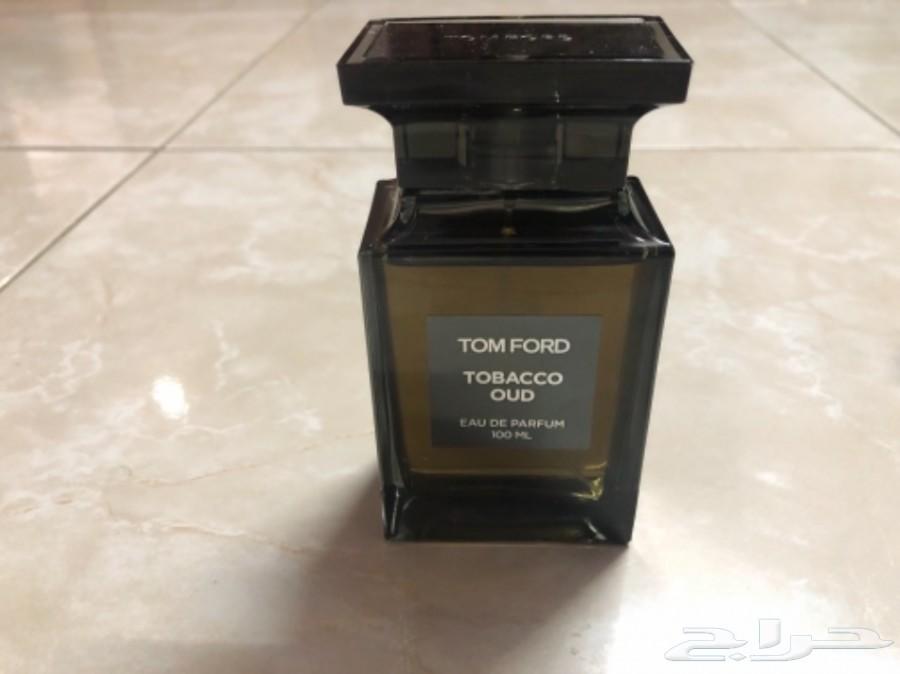 TOM FORD
TOBACCO
OUD
EAU DE PARFUM
100 ML
حراج